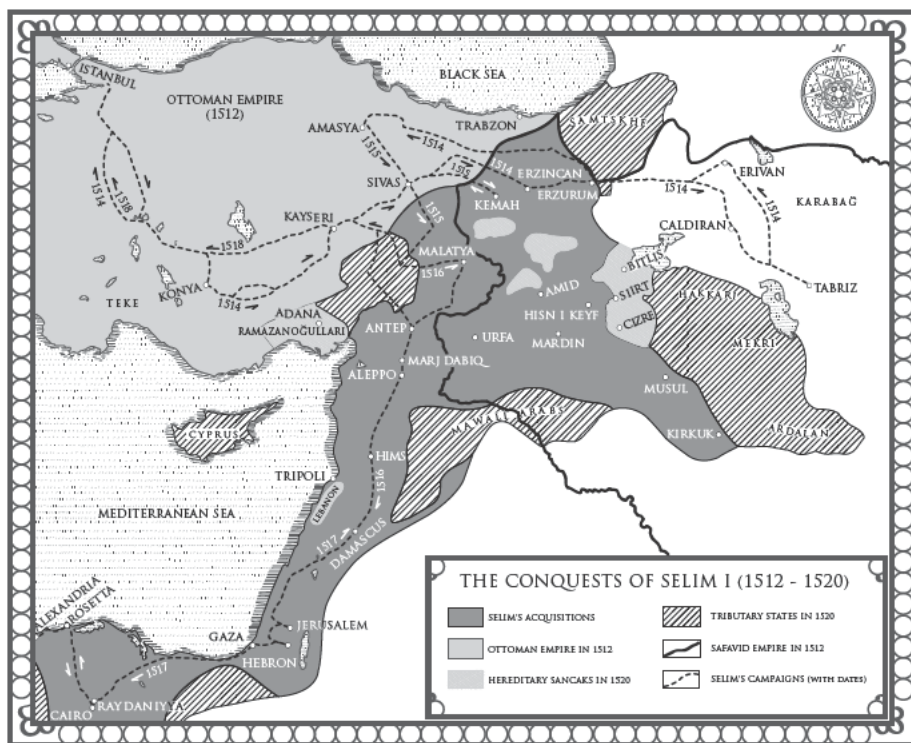 N
BLACK SEA
ISTANBUL
OTTOMAN EMPIRE
(1512)
AMASYA
TRABZON
SAMTSKHE
1514
1515
1514
1515
ERZINCAN
ERIVAN
SIVAS
KEMAH
ERZURUM
1514
1514
KARABAĞ
1514
1518
KAYSERI
1515
CALDIRAN
1518
MALATYA
BITLIS
1516
TABRIZ
KONYA
1514
AMID
SIIRT
HAKKARI
TEKE
ADANA
HISN I KEYF
RAMAZANOĞULLARI
ANTEP
CIZRE
URFA
MARDIN
MEKRI
MARJ DABIQ
ALEPPO
MUSUL
MAWALI ARABS
CYPRUS
KIRKUK
ARDALAN
HIMS
TRIPOLI
1516
LEBANON
MEDITERRANEAN SEA
1517
DAMASCUS
LEXANDRIA
ROSETTA
JERUSALEM
GAZA
HEBRON
1517
RAYDANIYYA
CAIRO
THE CONQUESTS OF SELIM I (1512 - 1520)
SELIM'S ACQUISITIONS
TRIBUTARY STATES IN 1520
OTTOMAN EMPIRE IN 1512
SAFAVID EMPIRE IN 1512
HEREDITARY SANCAKS IN 1520
SELIM'S CAMPAIGNS (WITH DATES)